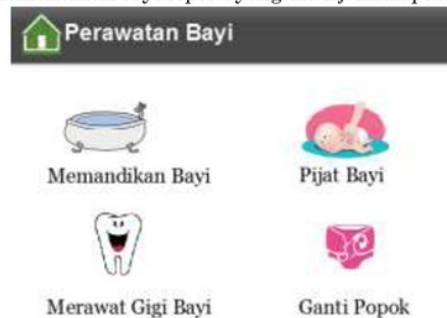 Perawatan Bayi
Memandikan Bayi
Pijat Bayi
Merawat Gigi Bayi
Ganti Popok